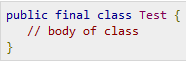 public final class Test {
   // body of class
}